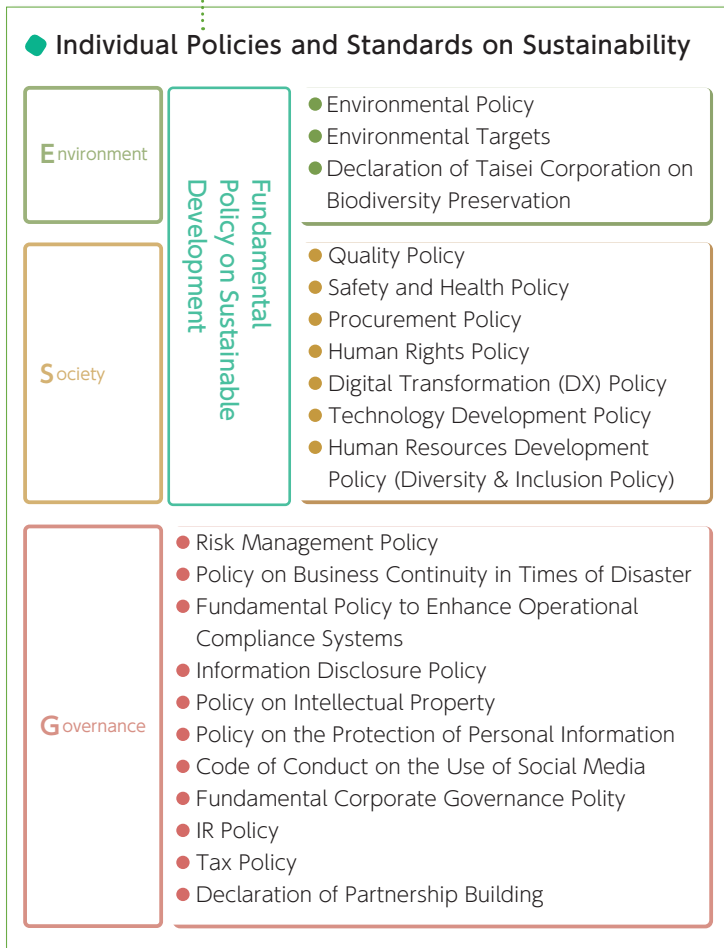 Individual Policies and Standards on Sustainability
Environment
Fundamental
Policy on Sustainable
Development
Environmental Policy
Environmental Targets
Declaration of Taisei Corporation on
Biodiversity Preservation
Society
Quality Policy
Safety and Health Policy
Procurement Policy
Human Rights Policy
Digital Transformation (DX) Policy
Technology Development Policy
Human Resources Development
Policy (Diversity & Inclusion Policy)
Governance
Risk Management Policy
Policy on Business Continuity in Times of Disaster
Fundamental Policy to Enhance Operational
Compliance Systems
Information Disclosure Policy
Policy on Intellectual Property
Policy on the Protection of Personal Information
Code of Conduct on the Use of Social Media
Fundamental Corporate Governance Polity
IR Policy
Tax Policy
Declaration of Partnership Building